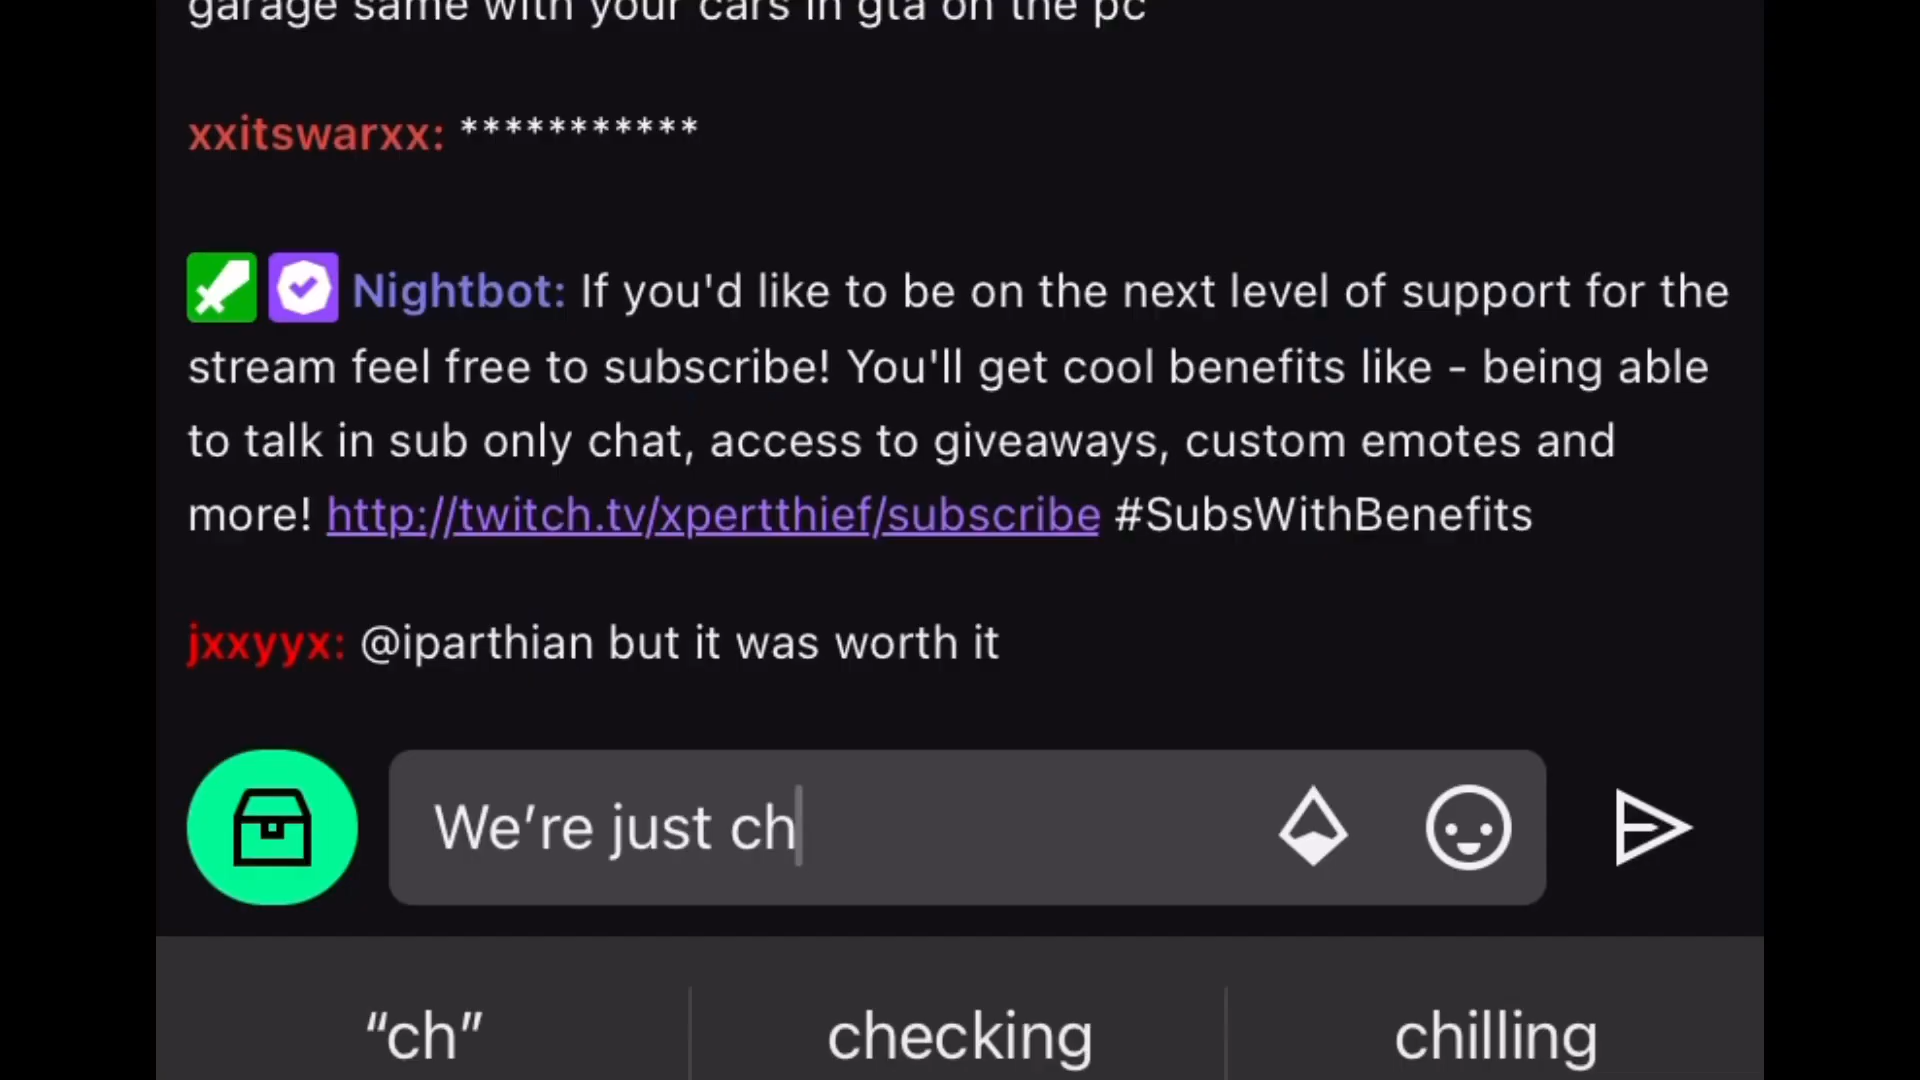 garage same with your cars in gta on the pc
xxitswarxx: ***********
Nightbot: If you'd like to be on the next level of support for the
stream feel free to subscribe! You'll get cool benefits like - being able
to talk in sub only chat, access to giveaways, custom emotes and
more! http://twitch.tv/xpertthief/subscribe #SubsWithBenefits
jxxyyx: @iparthian but it was worth it
We’re just ch
“ch” checking chilling